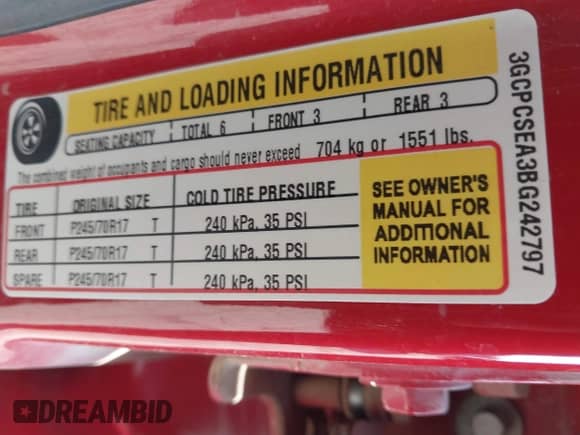 TIRE AND LOADING INFORMATION
SEATING CAPACITY TOTAL 6 FRONT 3 REAR 3
The combined weight of occupants and cargo should never exceed 704 kg or 1551 lbs.
TIRE ORIGINAL SIZE COLD TIRE PRESSURE
FRONT P245/70R17 T 240 kPa, 35 PSI
REAR P245/70R17 T 240 kPa, 35 PSI
SPARE P245/70R17 T 240 kPa, 35 PSI
SEE OWNER'S
MANUAL FOR
ADDITIONAL
INFORMATION
3GCPCSEA3BG242797
DREAMBID